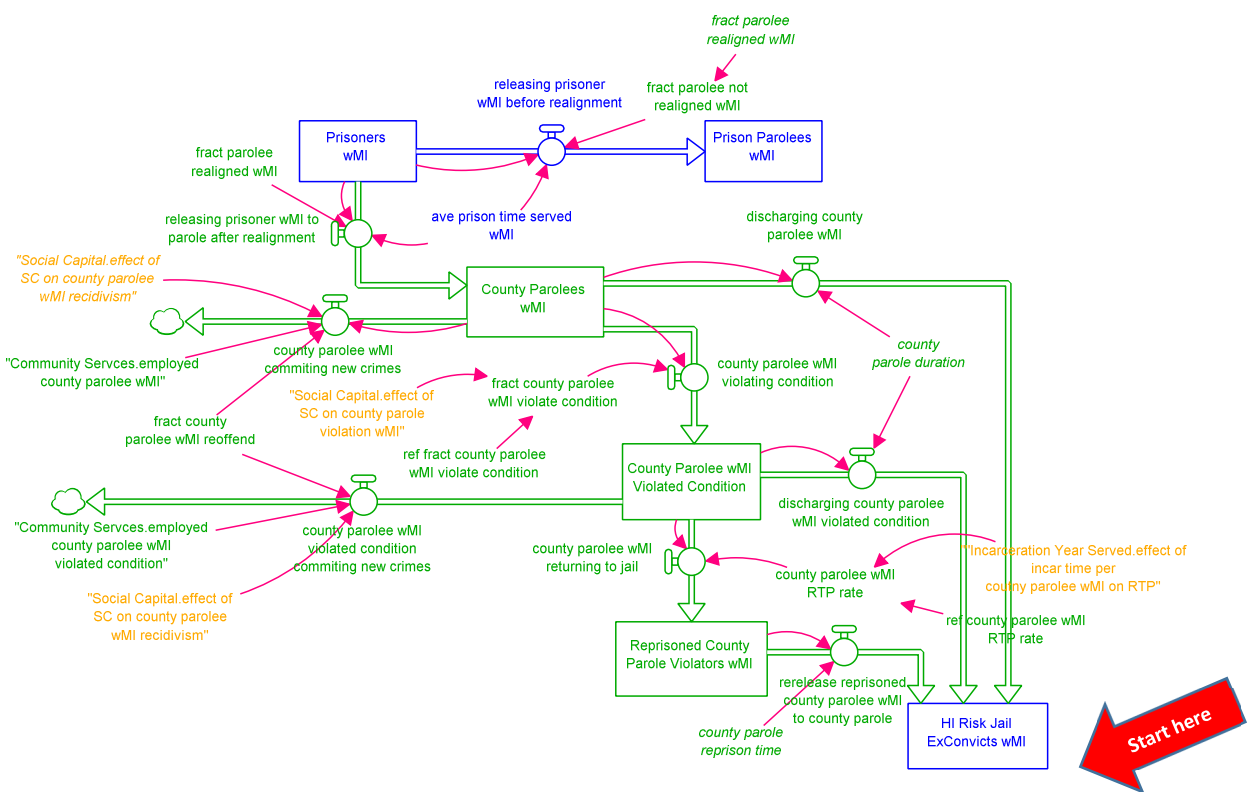 fract parolee
realigned wMI
releasing prisoner
wMI before realignment
fract parolee not
realigned wMI
Prisoners
wMI
Prison Parolees
wMI
fract parolee
realigned wMI
releasing prisoner wMI to
parole after realignment
ave prison time served
wMI
discharging county
parolee wMI
"Social Capital.effect of
SC on county parolee
wMI recidivism"
County Parolees
wMI
"Community Servces.employed
county parolee wMI"
county parolee wMI
commiting new crimes
county
parole duration
"Social Capital.effect of
SC on county parole
violation wMI"
fract county parolee
wMI violate condition
county parolee wMI
violating condition
fract county
parolee wMI reoffend
ref fract county parolee
wMI violate condition
County Parolee wMI
Violated Condition
discharging county parolee
wMI violated condition
"Community Servces.employed
county parolee wMI
violated condition"
county parolee wMI
violated condition
commiting new crimes
county parolee wMI
returning to jail
county parolee wMI
RTP rate
"Incarceration Year Served.effect of
incar time per
coutny parolee wMI on RTP"
"Social Capital.effect of
SC on county parolee
wMI recidivism"
ref county parolee wMI
RTP rate
Reprisoned County
Parole Violators wMI
rerelease reprisoned
county parolee wMI
to county parole
county parole
reprison time
HI Risk Jail
ExConvicts wMI
Start here